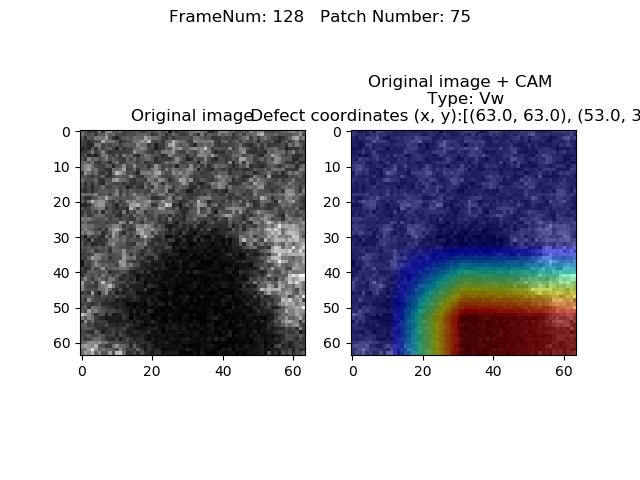 FrameNum: 128   Patch Number: 75
Original image + CAM
Type: Vw
Original image
Defect coordinates (x, y):[(63.0, 63.0), (53.0, 3
0
10
20
30
40
50
60
0 20 40 60
0
10
20
30
40
50
60
0 20 40 60